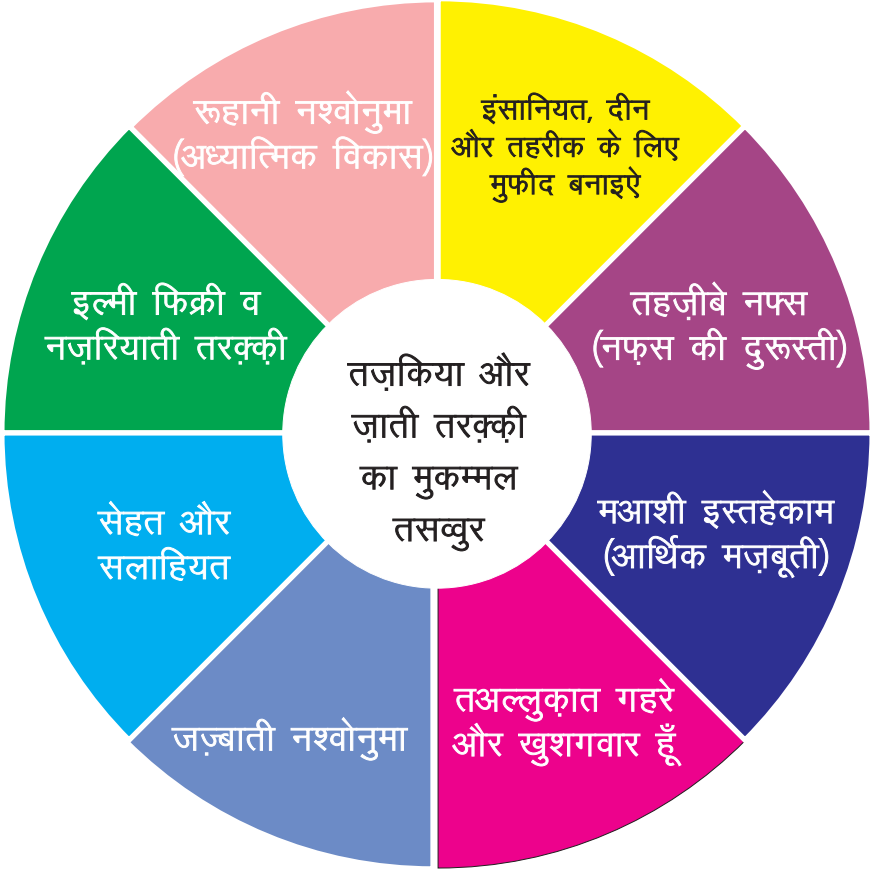 रूहानी नश्वोनुमा
(अध्यात्मिक विकास)
इंसानियत, दीन
और तहरीक के लिए
मुफीद बनाइऐ
तहज़ीबे नफ्स
(नफ़्स की दुरूस्ती)
मआशी इस्तहेकाम
(आर्थिक मज़बूती)
तअल्लुक़ात गहरे
और खुशगवार हूँ
जज़्बाती नश्वोनुमा
सेहत और
सलाहियत
इल्मी फिक्री व
नज़रियाती तरक़्क़ी
तज़किया और
ज़ाती तरक़्क़ी
का मुकम्मल
तसव्वुर